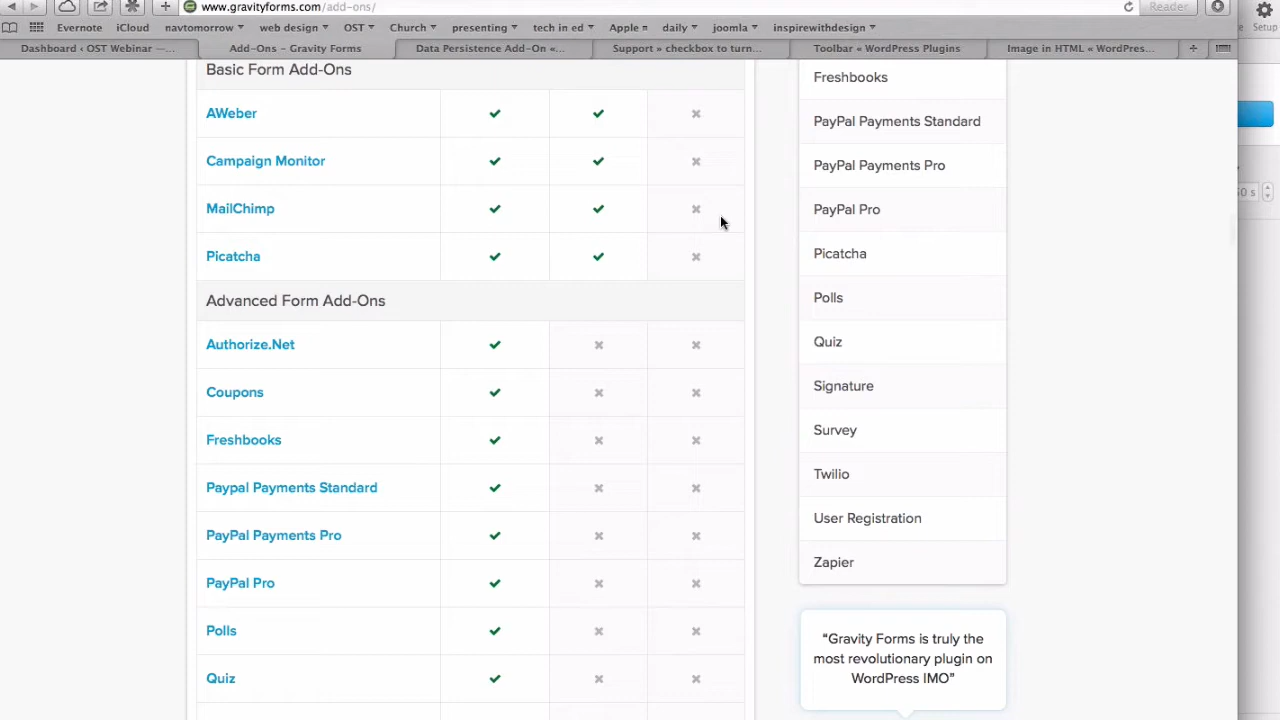 www.gravityforms.com/add-ons/
Reader
Evernote iCloud navtomorrow web design OST Church presenting tech in ed Apple daily joomla inspirewithdesign
Setup
Dashboard ‹ OST Webinar —... Add-Ons – Gravity Forms Data Persistence Add-On «... Support » checkbox to turn... Toolbar « WordPress Plugins Image in HTML « WordPres...
Basic Form Add-Ons
AWeber
Campaign Monitor
MailChimp
Picatcha
Advanced Form Add-Ons
Authorize.Net
Coupons
Freshbooks
Paypal Payments Standard
PayPal Payments Pro
PayPal Pro
Polls
Quiz
Freshbooks
PayPal Payments Standard
PayPal Payments Pro
PayPal Pro
Picatcha
Polls
Quiz
Signature
Survey
Twilio
User Registration
Zapier
“Gravity Forms is truly the
most revolutionary plugin on
WordPress IMO”